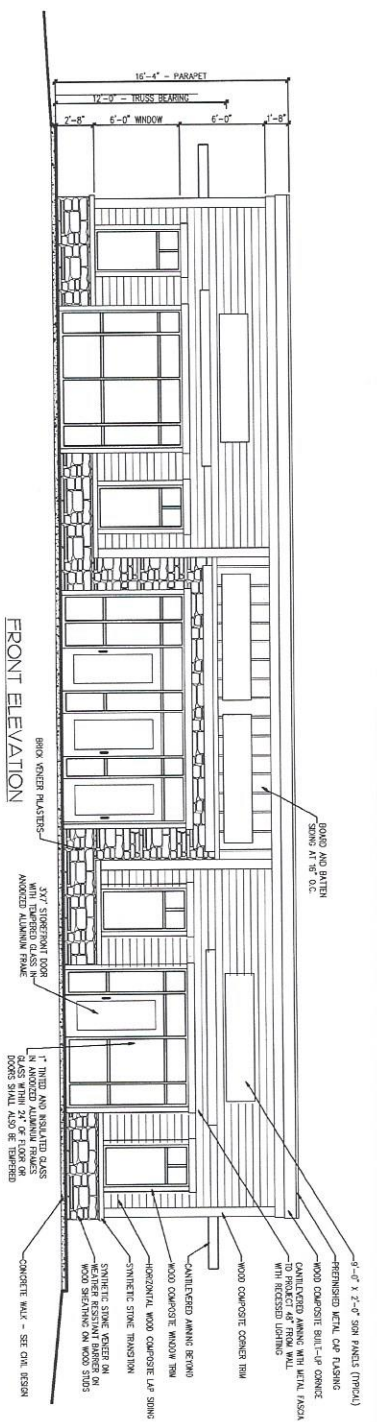 16'-4" - PARAPET
12'-0" - TRUSS BEARING
2'-8"
6'-0" WINDOW
6'-0"
1'-8"
BOARD AND BATTEN
SIDING AT 16" O.C.
9'-0" X 2'-0" SIGN PANELS (TYPICAL)
PREFINISHED METAL CAP FLASHING
WOOD COMPOSITE BUILT-UP CORNICE
CANTILEVERED AWNING WITH METAL FASCIA
TO PROJECT 48" FROM WALL
WITH RECESSED LIGHTING
WOOD COMPOSITE CORNER TRIM
CANTILEVERED AWNING BEYOND
WOOD COMPOSITE WINDOW TRIM
HORIZONTAL WOOD COMPOSITE LAP SIDING
SYNTHETIC STONE TRANSITION
SYNTHETIC STONE VENEER ON
WEATHER RESISTANT BARRIER ON
WOOD SHEATHING ON WOOD STUDS
CONCRETE WALK - SEE CIVIL DESIGN
BRICK VENEER PILASTERS
3'X7' STOREFRONT DOOR
WITH TEMPERED GLASS IN
ANODIZED ALUMINUM FRAME
1" TINTED AND INSULATED GLASS
IN ANODIZED ALUMINUM FRAMES
GLASS WITHIN 24" OF FLOOR OR
DOORS SHALL ALSO BE TEMPERED
FRONT ELEVATION